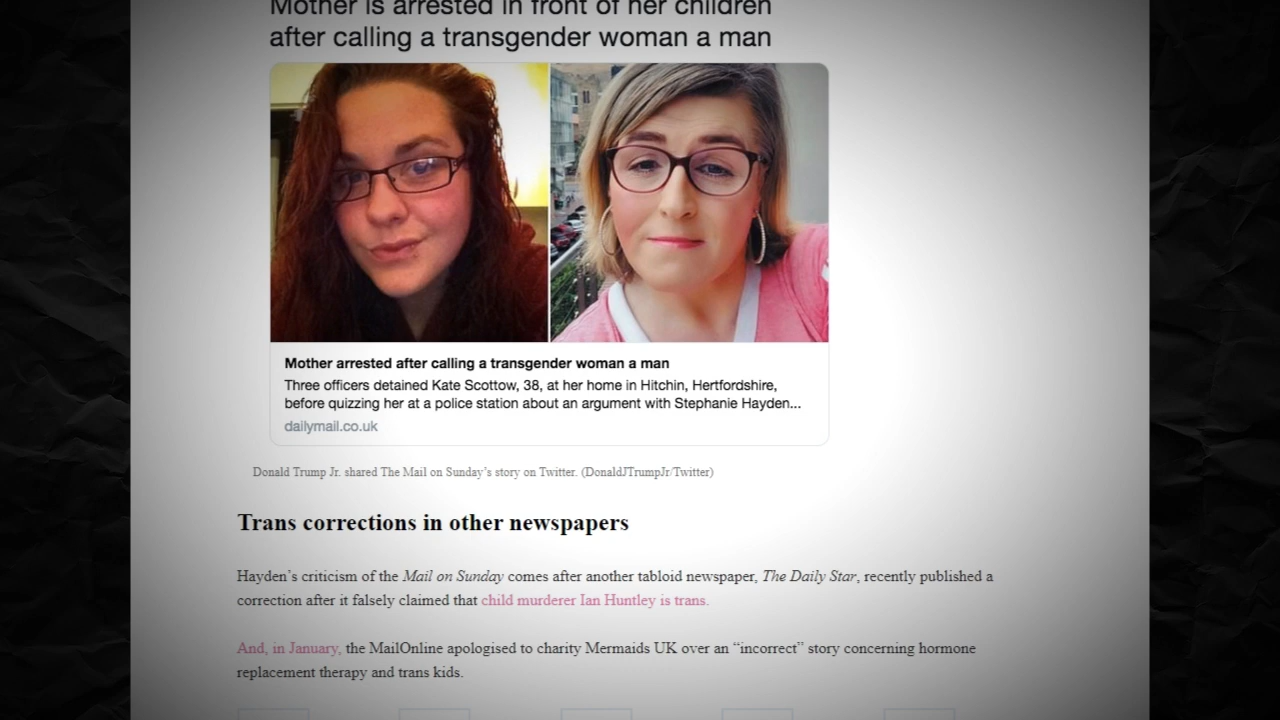 Mother is arrested in front of her children
after calling a transgender woman a man
Mother arrested after calling a transgender woman a man
Three officers detained Kate Scottow, 38, at her home in Hitchin, Hertfordshire,
before quizzing her at a police station about an argument with Stephanie Hayden...
dailymail.co.uk
Donald Trump Jr. shared The Mail on Sunday's story on Twitter. (DonaldJTrumpJr/Twitter)
Trans corrections in other newspapers
Hayden's criticism of the Mail on Sunday comes after another tabloid newspaper, The Daily Star, recently published a
correction after it falsely claimed that child murderer Ian Huntley is trans.
And, in January, the MailOnline apologised to charity Mermaids UK over an “incorrect” story concerning hormone
replacement therapy and trans kids.